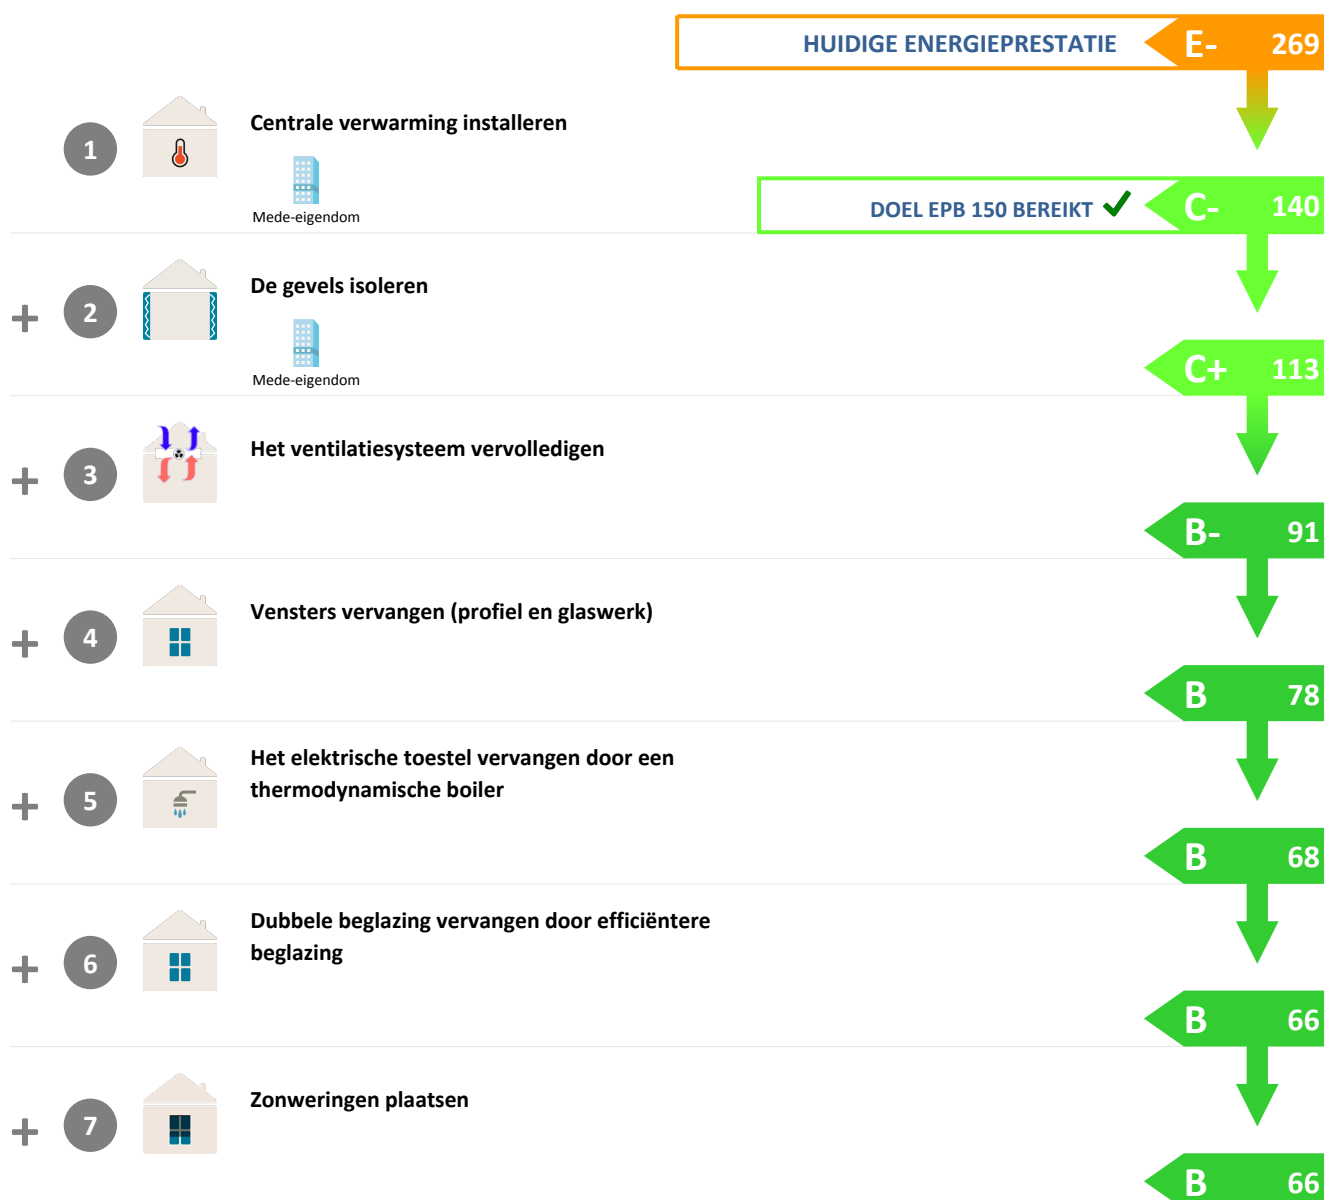 HUIDIGE ENERGIEPRESTATIE E- 269
1 Centrale verwarming installeren
Mede-eigendom
DOEL EPB 150 BEREIKT C- 140
+ 2 De gevels isoleren
Mede-eigendom
C+ 113
+ 3 Het ventilatiesysteem vervolledigen
B- 91
+ 4 Vensters vervangen (profiel en glaswerk)
B 78
+ 5 Het elektrische toestel vervangen door een
thermodynamische boiler
B 68
+ 6 Dubbele beglazing vervangen door efficiëntere
beglazing
B 66
+ 7 Zonweringen plaatsen
B 66